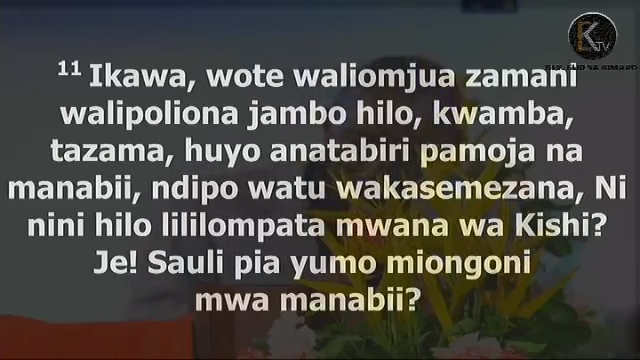 11 Ikawa, wote waliomjua zamani
walipoliona jambo hilo, kwamba,
tazama, huyo anatabiri pamoja na
manabii, ndipo watu wakasemezana, Ni
nini hilo lililompata mwana wa Kishi?
Je! Sauli pia yumo miongoni
mwa manabii?
TV